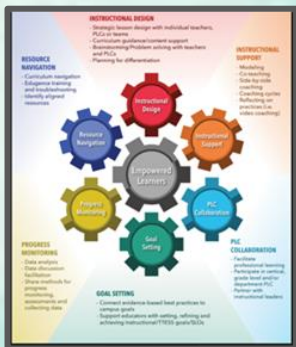 INSTRUCTIONAL DESIGN
- Strategic lesson design with individual teachers,
PLCs or teams
- Curriculum guidance/content support
- Brainstorming/Problem solving with teachers
and PLCs
- Planning for differentiation
RESOURCE
NAVIGATION
- Curriculum navigation
- Edugence training
and troubleshooting
- Identify aligned
resources
INSTRUCTIONAL
SUPPORT
- Modeling
- Co-teaching
- Side-by-side
coaching
- Coaching cycles
- Reflecting on
practices (i.e.
video coaching)
Instructional
Design
Resource
Navigation
Instructional
Support
Empowered
Learners
Progress
Monitoring
PLC
Collaboration
Goal
Setting
PROGRESS
MONITORING
- Data analysis
- Data discussion
facilitation
- Share methods for
progress
monitoring,
assessments and
collecting data
PLC
COLLABORATION
- Facilitate
professional learning
- Participate in vertical,
grade level and/or
department PLC
- Partner with
instructional leaders
GOAL SETTING
- Connect evidence-based best practices to
campus goals
- Support educators with setting, refining and
achieving instructional/TTESS goals/SLOs